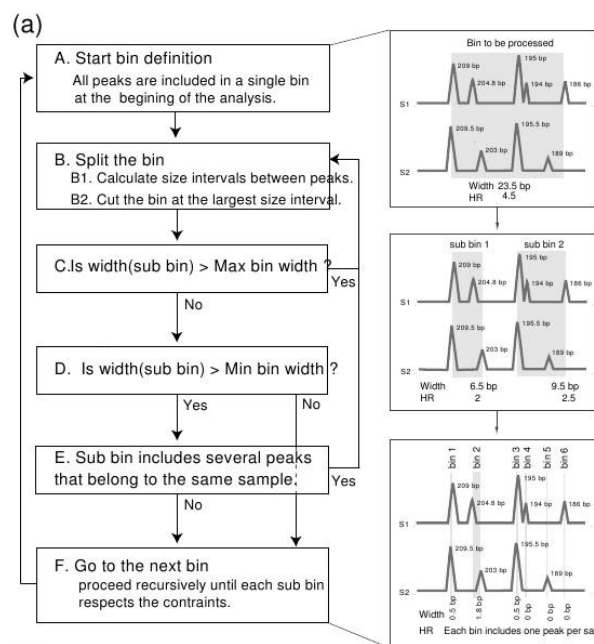 (a)
A. Start bin definition
All peaks are included in a single bin
at the begining of the analysis.
B. Split the bin
B1. Calculate size intervals between peaks.
B2. Cut the bin at the largest size interval.
C.Is width(sub bin) > Max bin width ?
Yes
No
D. Is width(sub bin) > Min bin width ?
Yes
No
E. Sub bin includes several peaks
that belong to the same sample.
Yes
No
F. Go to the next bin
proceed recursively until each sub bin
respects the contraints.
Bin to be processed
195 bp
209 bp
204.8 bp
194 bp
186 bp
S1
209.5 bp
195.5 bp
203 bp
189 bp
S2
Width 23.5 bp
HR 4.5
sub bin 1 sub bin 2
195 bp
209 bp
204.8 bp
194 bp
186 bp
S1
209.5 bp
195.5 bp
203 bp
189 bp
S2
Width 6.5 bp 9.5 bp
HR 2 2.5
bin 1 bin 2 bin 3 bin 4 bin 5 bin 6
195 bp
209 bp
204.8 bp
194 bp
186 bp
S1
209.5 bp
195.5 bp
203 bp
189 bp
S2
Width 0.5 bp 1.8 bp 0.5 bp 0 bp 0 bp 0 bp
HR Each bin includes one peak per sa